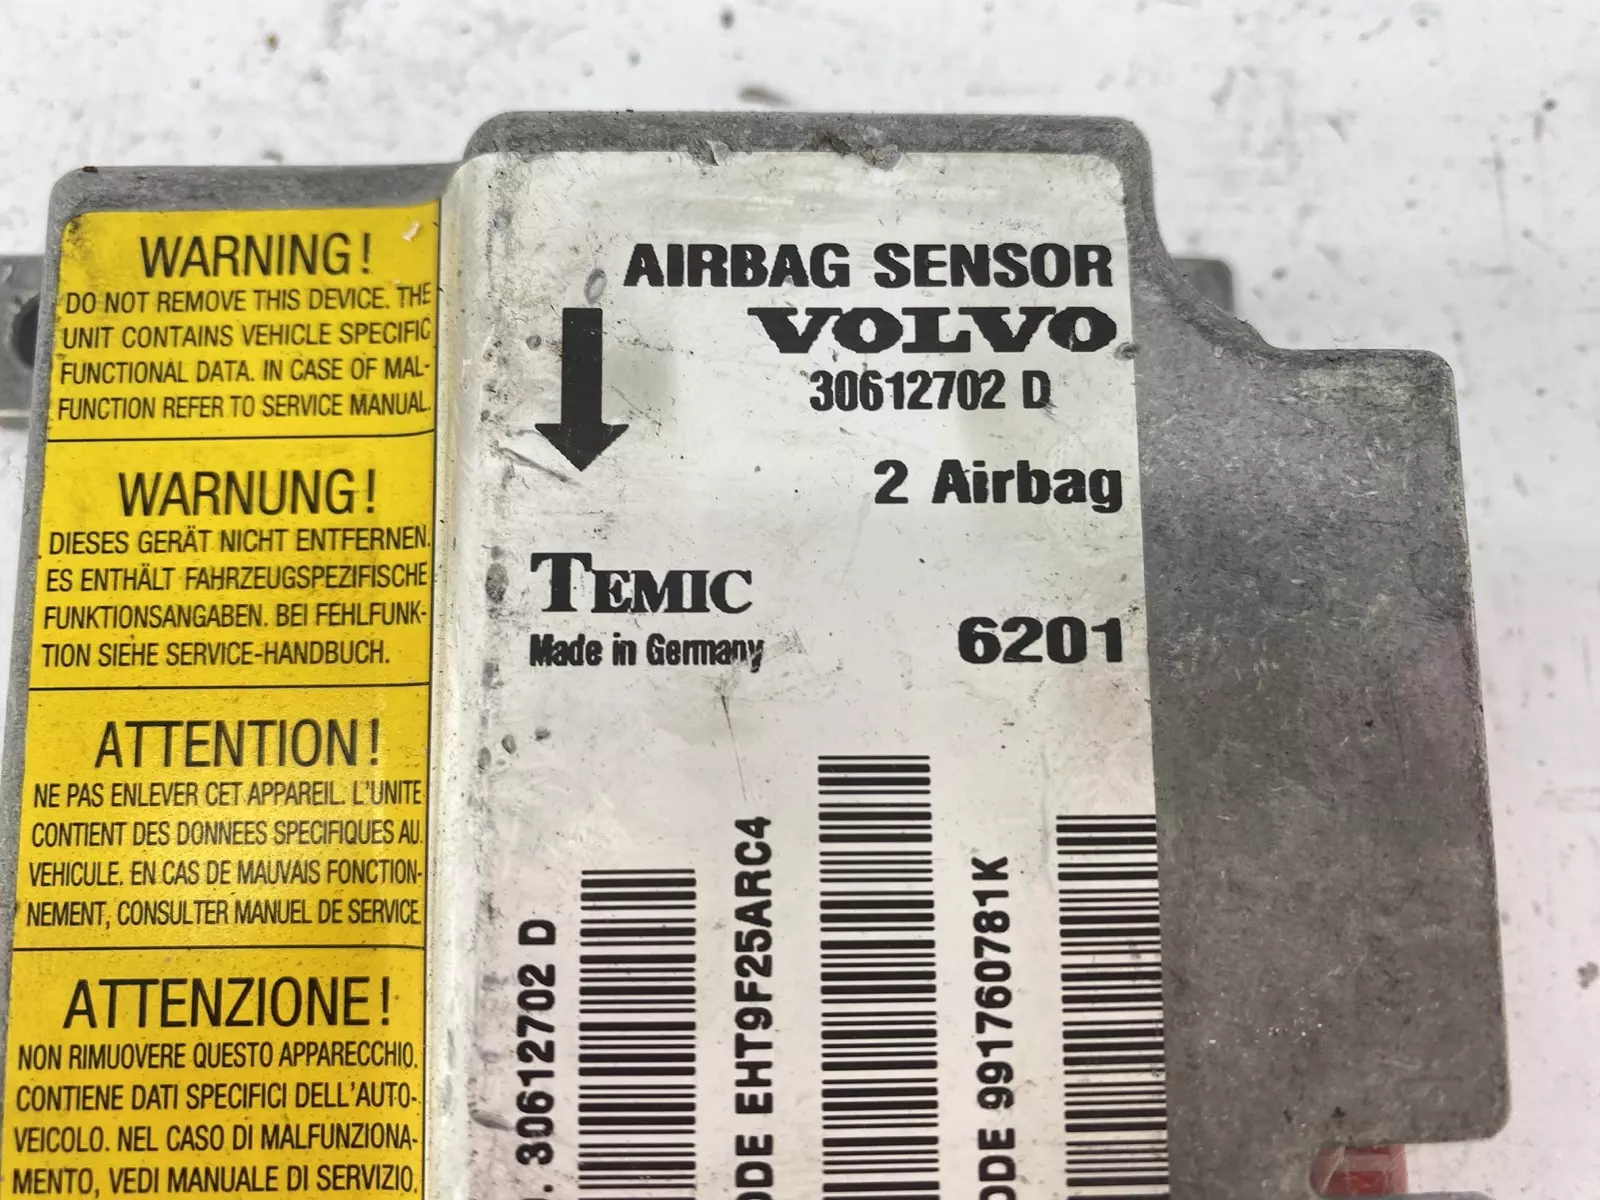 WARNING!
DO NOT REMOVE THIS DEVICE. THE
UNIT CONTAINS VEHICLE SPECIFIC
FUNCTIONAL DATA. IN CASE OF MAL-
FUNCTION REFER TO SERVICE MANUAL.
WARNUNG!
DIESES GERÄT NICHT ENTFERNEN.
ES ENTHÄLT FAHRZEUGSPEZIFISCHE
FUNKTIONSANGABEN. BEI FEHLFUNK-
TION SIEHE SERVICE-HANDBUCH.
ATTENTION!
NE PAS ENLEVER CET APPAREIL. L'UNITE
CONTIENT DES DONNEES SPECIFIQUES AU
VEHICULE. EN CAS DE MAUVAIS FONCTION-
NEMENT, CONSULTER MANUEL DE SERVICE.
ATTENZIONE!
NON RIMUOVERE QUESTO APPARECCHIO.
CONTIENE DATI SPECIFICI DELL'AUTO-
VEICOLO. NEL CASO DI MALFUNZIONA-
MENTO, VEDI MANUALE DI SERVIZIO.
AIRBAG SENSOR
VOLVO
30612702 D
2 Airbag
TEMIC
Made in Germany
6201
. 30612702 D
ODE EHT9F25ARC4
ODE 991760781K